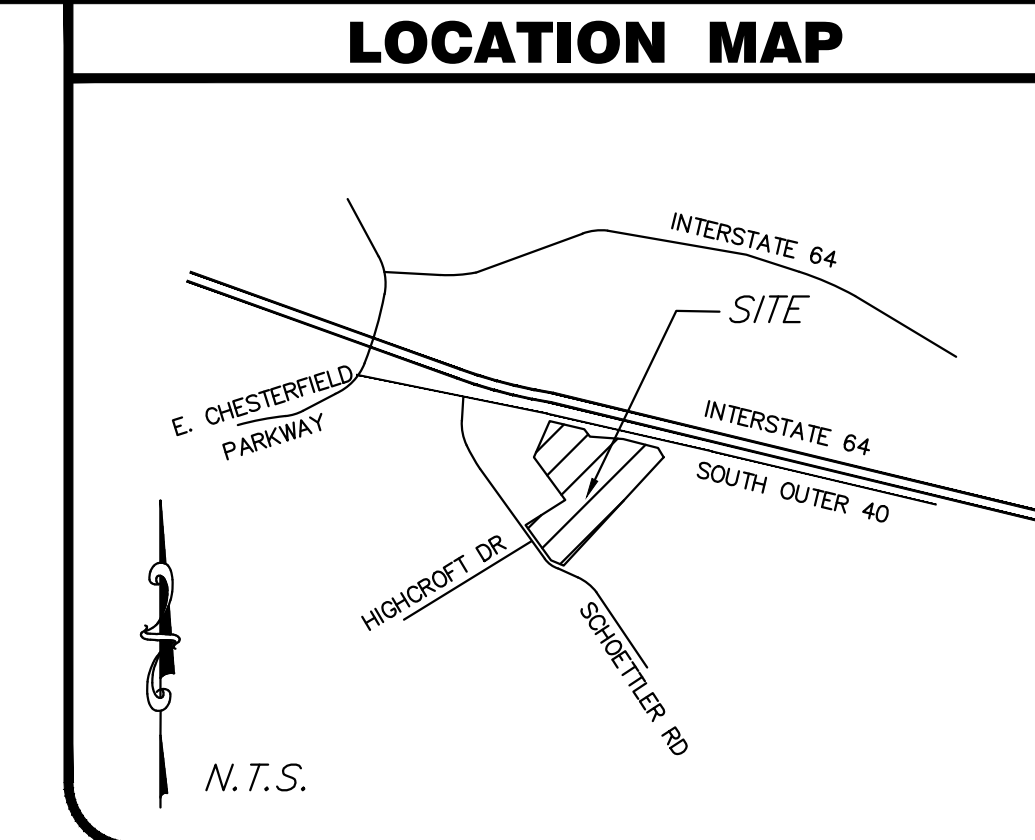 LOCATION MAP
INTERSTATE 64
SITE
E. CHESTERFIELD
PARKWAY
INTERSTATE 64
SOUTH OUTER 40
HIGHCROFT DR
SCHOETTLER RD
N.T.S.